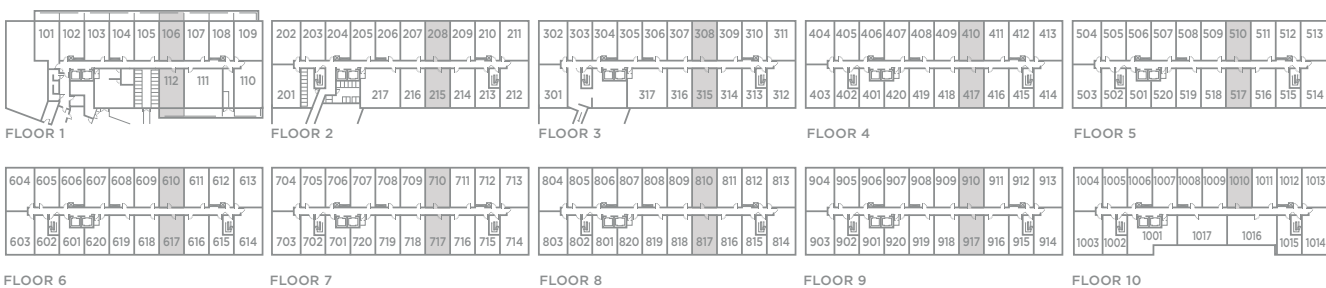 101 102 103 104 105 106 107 108 109
112 111 110
FLOOR 1
202 203 204 205 206 207 208 209 210 211
201 217 216 215 214 213 212
FLOOR 2
302 303 304 305 306 307 308 309 310 311
301 317 316 315 314 313 312
FLOOR 3
404 405 406 407 408 409 410 411 412 413
403 402 401 420 419 418 417 416 415 414
FLOOR 4
504 505 506 507 508 509 510 511 512 513
503 502 501 520 519 518 517 516 515 514
FLOOR 5
604 605 606 607 608 609 610 611 612 613
603 602 601 620 619 618 617 616 615 614
FLOOR 6
704 705 706 707 708 709 710 711 712 713
703 702 701 720 719 718 717 716 715 714
FLOOR 7
804 805 806 807 808 809 810 811 812 813
803 802 801 820 819 818 817 816 815 814
FLOOR 8
904 905 906 907 908 909 910 911 912 913
903 902 901 920 919 918 917 916 915 914
FLOOR 9
1004 1005 1006 1007 1008 1009 1010 1011 1012 1013
1003 1002 1001 1017 1016 1015 1014
FLOOR 10